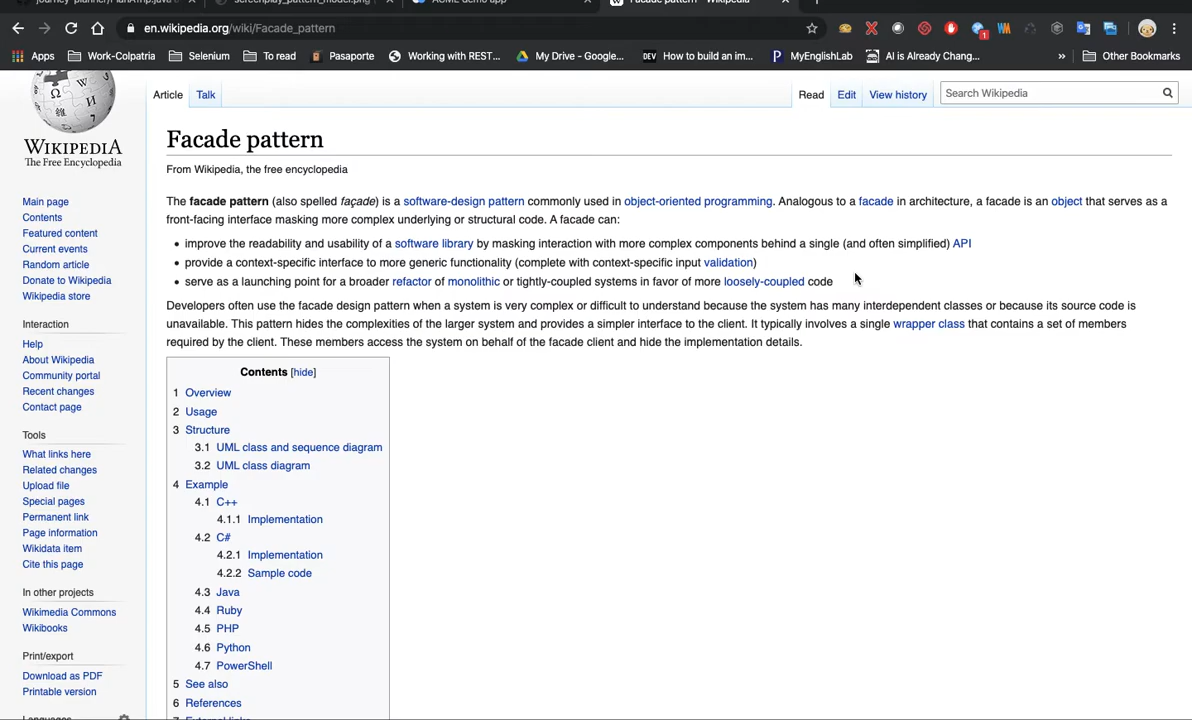 journey-planner/PlanATrip.java
screenplay_pattern_model.png
ACME demo app
Facade pattern - Wikipedia
en.wikipedia.org/wiki/Facade_pattern
Apps Work-Colpatria Selenium To read Pasaporte Working with REST... My Drive - Google... How to build an im... MyEnglishLab AI is Already Chang... » Other Bookmarks
Article Talk Read Edit View history Search Wikipedia
WIKIPEDIA
The Free Encyclopedia
Main page
Contents
Featured content
Current events
Random article
Donate to Wikipedia
Wikipedia store
Interaction
Help
About Wikipedia
Community portal
Recent changes
Contact page
Tools
What links here
Related changes
Upload file
Special pages
Permanent link
Page information
Wikidata item
Cite this page
In other projects
Wikimedia Commons
Wikibooks
Print/export
Download as PDF
Printable version
Languages
Facade pattern
From Wikipedia, the free encyclopedia
The facade pattern (also spelled façade) is a software-design pattern commonly used in object-oriented programming. Analogous to a facade in architecture, a facade is an object that serves as a
front-facing interface masking more complex underlying or structural code. A facade can:
• improve the readability and usability of a software library by masking interaction with more complex components behind a single (and often simplified) API
• provide a context-specific interface to more generic functionality (complete with context-specific input validation)
• serve as a launching point for a broader refactor of monolithic or tightly-coupled systems in favor of more loosely-coupled code
Developers often use the facade design pattern when a system is very complex or difficult to understand because the system has many interdependent classes or because its source code is
unavailable. This pattern hides the complexities of the larger system and provides a simpler interface to the client. It typically involves a single wrapper class that contains a set of members
required by the client. These members access the system on behalf of the facade client and hide the implementation details.
Contents [hide]
1 Overview
2 Usage
3 Structure
3.1 UML class and sequence diagram
3.2 UML class diagram
4 Example
4.1 C++
4.1.1 Implementation
4.2 C#
4.2.1 Implementation
4.2.2 Sample code
4.3 Java
4.4 Ruby
4.5 PHP
4.6 Python
4.7 PowerShell
5 See also
6 References
7 External links